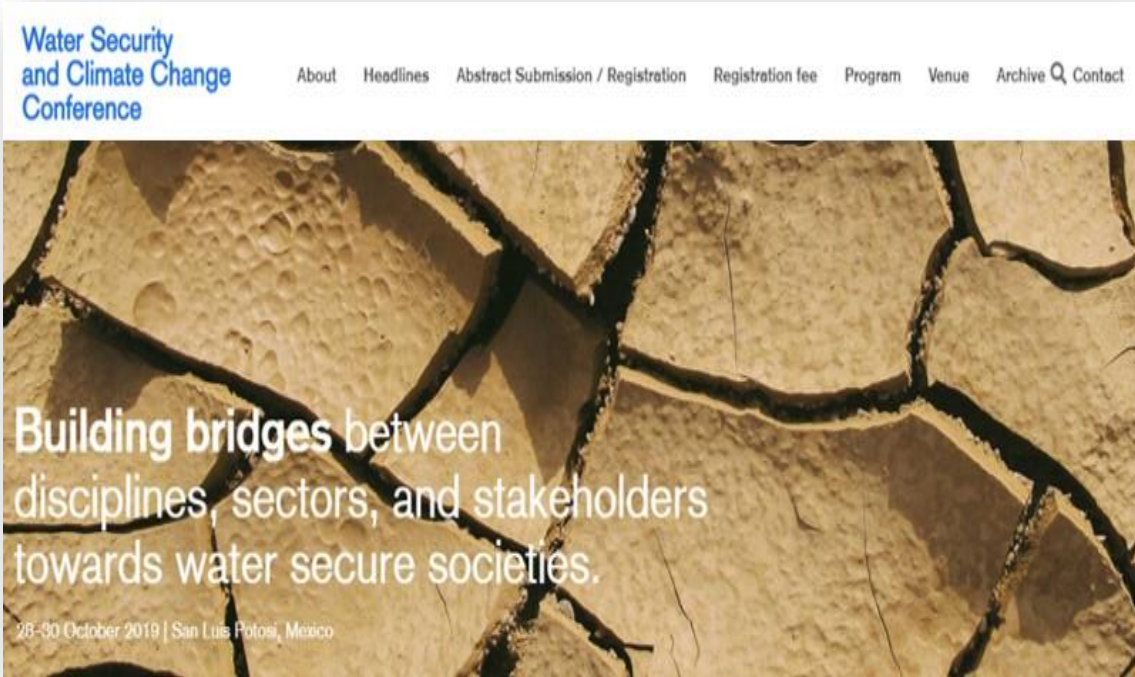 Water Security
and Climate Change
Conference
About Headlines Abstract Submission / Registration Registration fee Program Venue Archive Contact
Building bridges between
disciplines, sectors, and stakeholders
towards water secure societies.
28-30 October 2019 | San Luis Potosi, Mexico